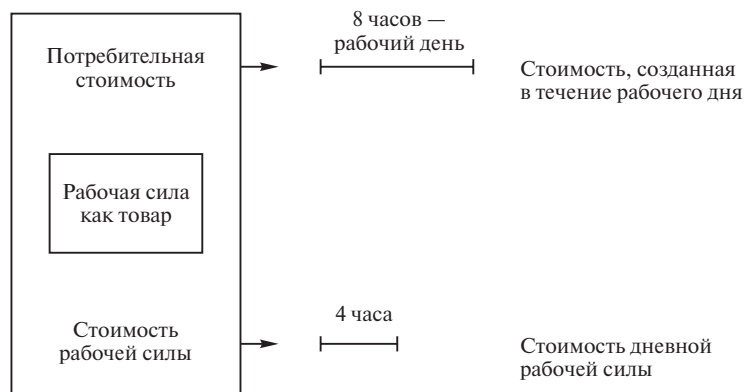 8 часов —
рабочий день
Потребительная
стоимость
Стоимость, созданная
в течение рабочего дня
Рабочая сила
как товар
4 часа
Стоимость
рабочей силы
Стоимость дневной
рабочей силы